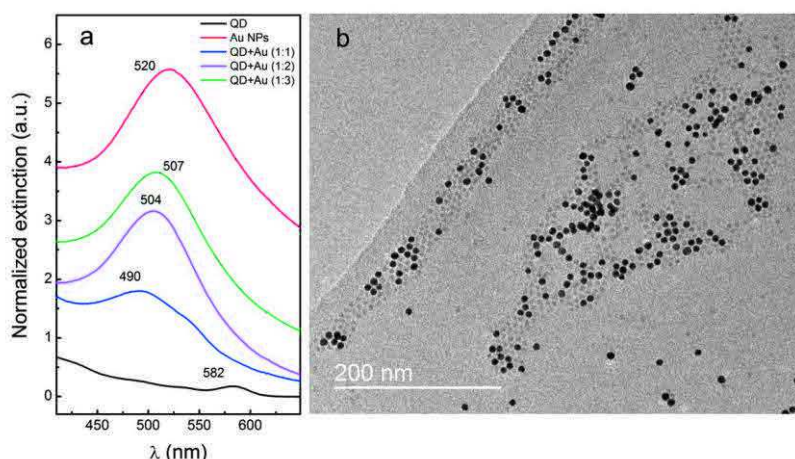 a
QD
Au NPs
QD+Au (1:1)
QD+Au (1:2)
QD+Au (1:3)
520
507
504
490
582
6
5
4
3
2
1
0
Normalized extinction (a.u.)
450
500
550
600
λ (nm)
b
200 nm